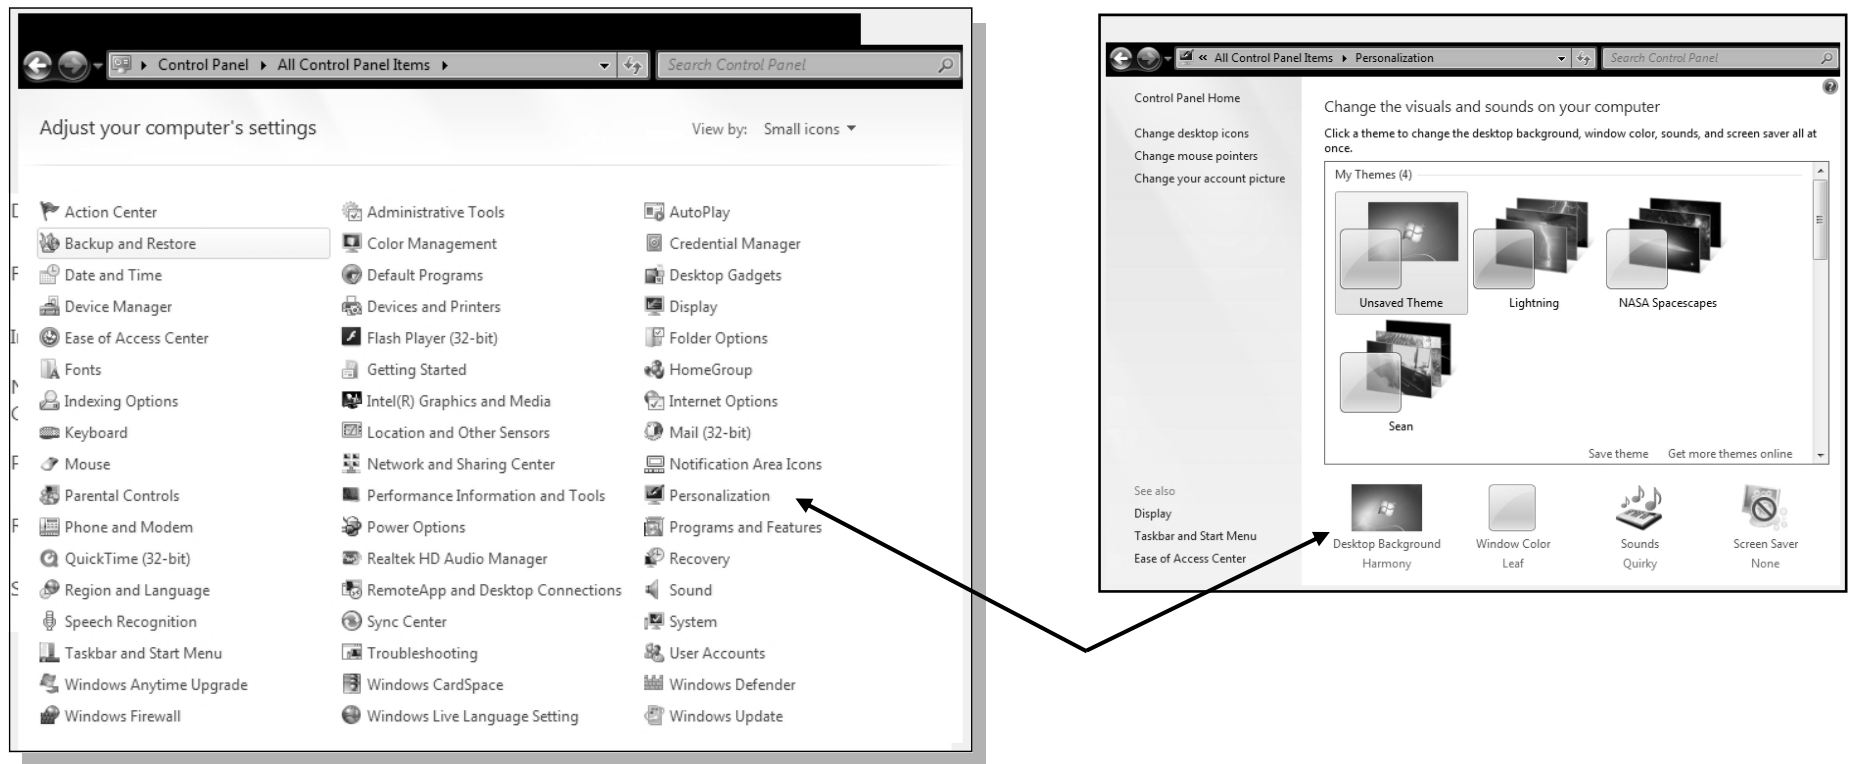 Control Panel All Control Panel Items Search Control Panel
Adjust your computer's settings
View by: Small icons
Action Center
Backup and Restore
Date and Time
Device Manager
Ease of Access Center
Fonts
Indexing Options
Keyboard
Mouse
Parental Controls
Phone and Modem
QuickTime (32-bit)
Region and Language
Speech Recognition
Taskbar and Start Menu
Windows Anytime Upgrade
Windows Firewall
Administrative Tools
Color Management
Default Programs
Devices and Printers
Flash Player (32-bit)
Getting Started
Intel(R) Graphics and Media
Location and Other Sensors
Network and Sharing Center
Performance Information and Tools
Power Options
Realtek HD Audio Manager
RemoteApp and Desktop Connections
Sync Center
Troubleshooting
Windows CardSpace
Windows Live Language Setting
AutoPlay
Credential Manager
Desktop Gadgets
Display
Folder Options
HomeGroup
Internet Options
Mail (32-bit)
Notification Area Icons
Personalization
Programs and Features
Recovery
Sound
System
User Accounts
Windows Defender
Windows Update
« All Control Panel Items Personalization Search Control Panel
Control Panel Home
Change desktop icons
Change mouse pointers
Change your account picture
See also
Display
Taskbar and Start Menu
Ease of Access Center
Change the visuals and sounds on your computer
Click a theme to change the desktop background, window color, sounds, and screen saver all at
once.
My Themes (4)
Unsaved Theme
Lightning
NASA Spacescapes
Sean
Save theme Get more themes online
Desktop Background
Harmony
Window Color
Leaf
Sounds
Quirky
Screen Saver
None